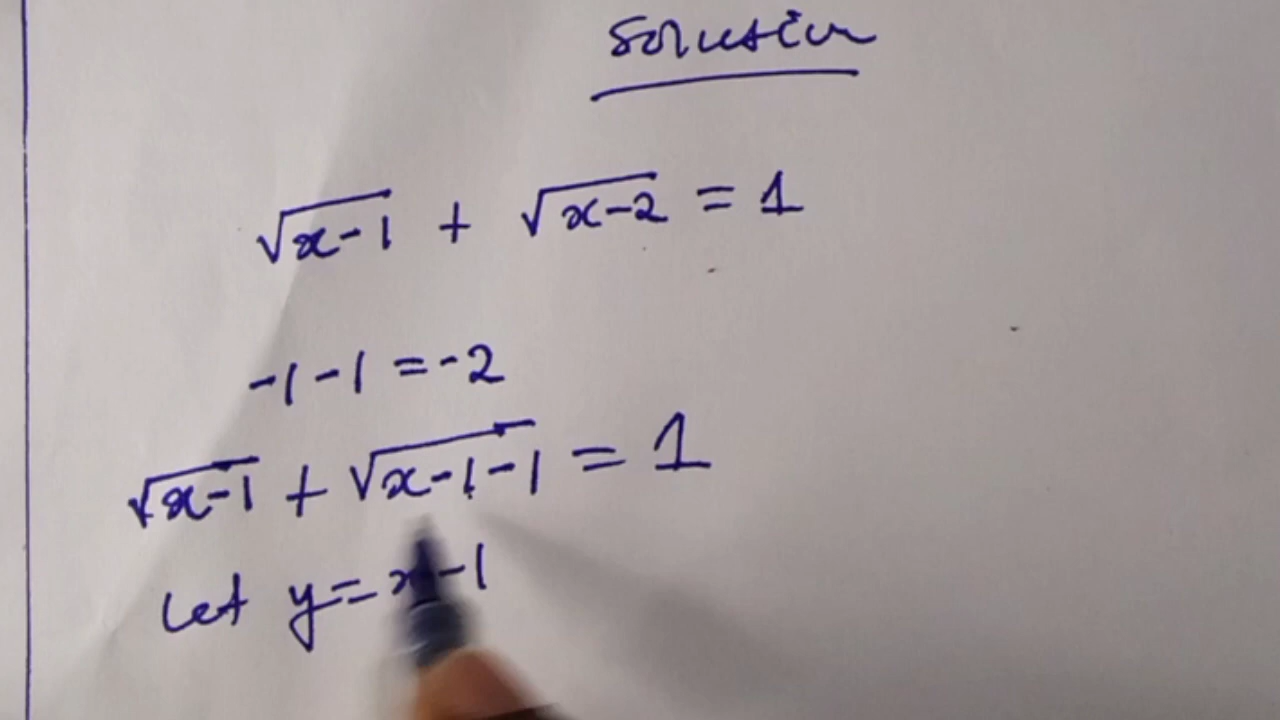 Solution
√x-1 + √x-2 = 1
-1-1 = -2
√x-1 + √x-1-1 = 1
Let y=x-1